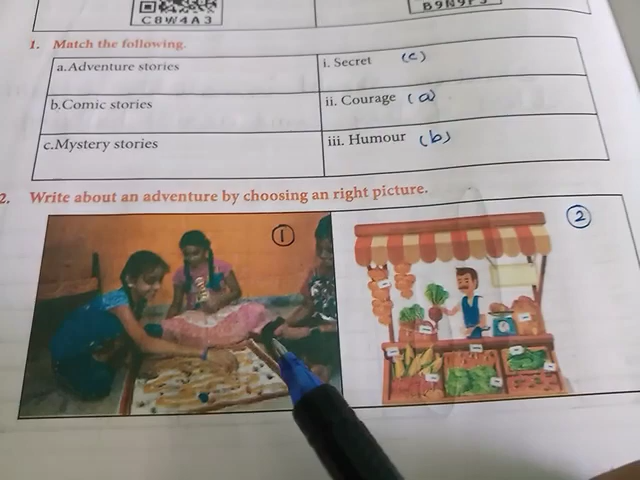 C8W4A3
1. Match the following.
a.Adventure stories
i. Secret (c)
b.Comic stories
ii. Courage (a)
c.Mystery stories
iii. Humour (b)
2. Write about an adventure by choosing an right picture.
1
2